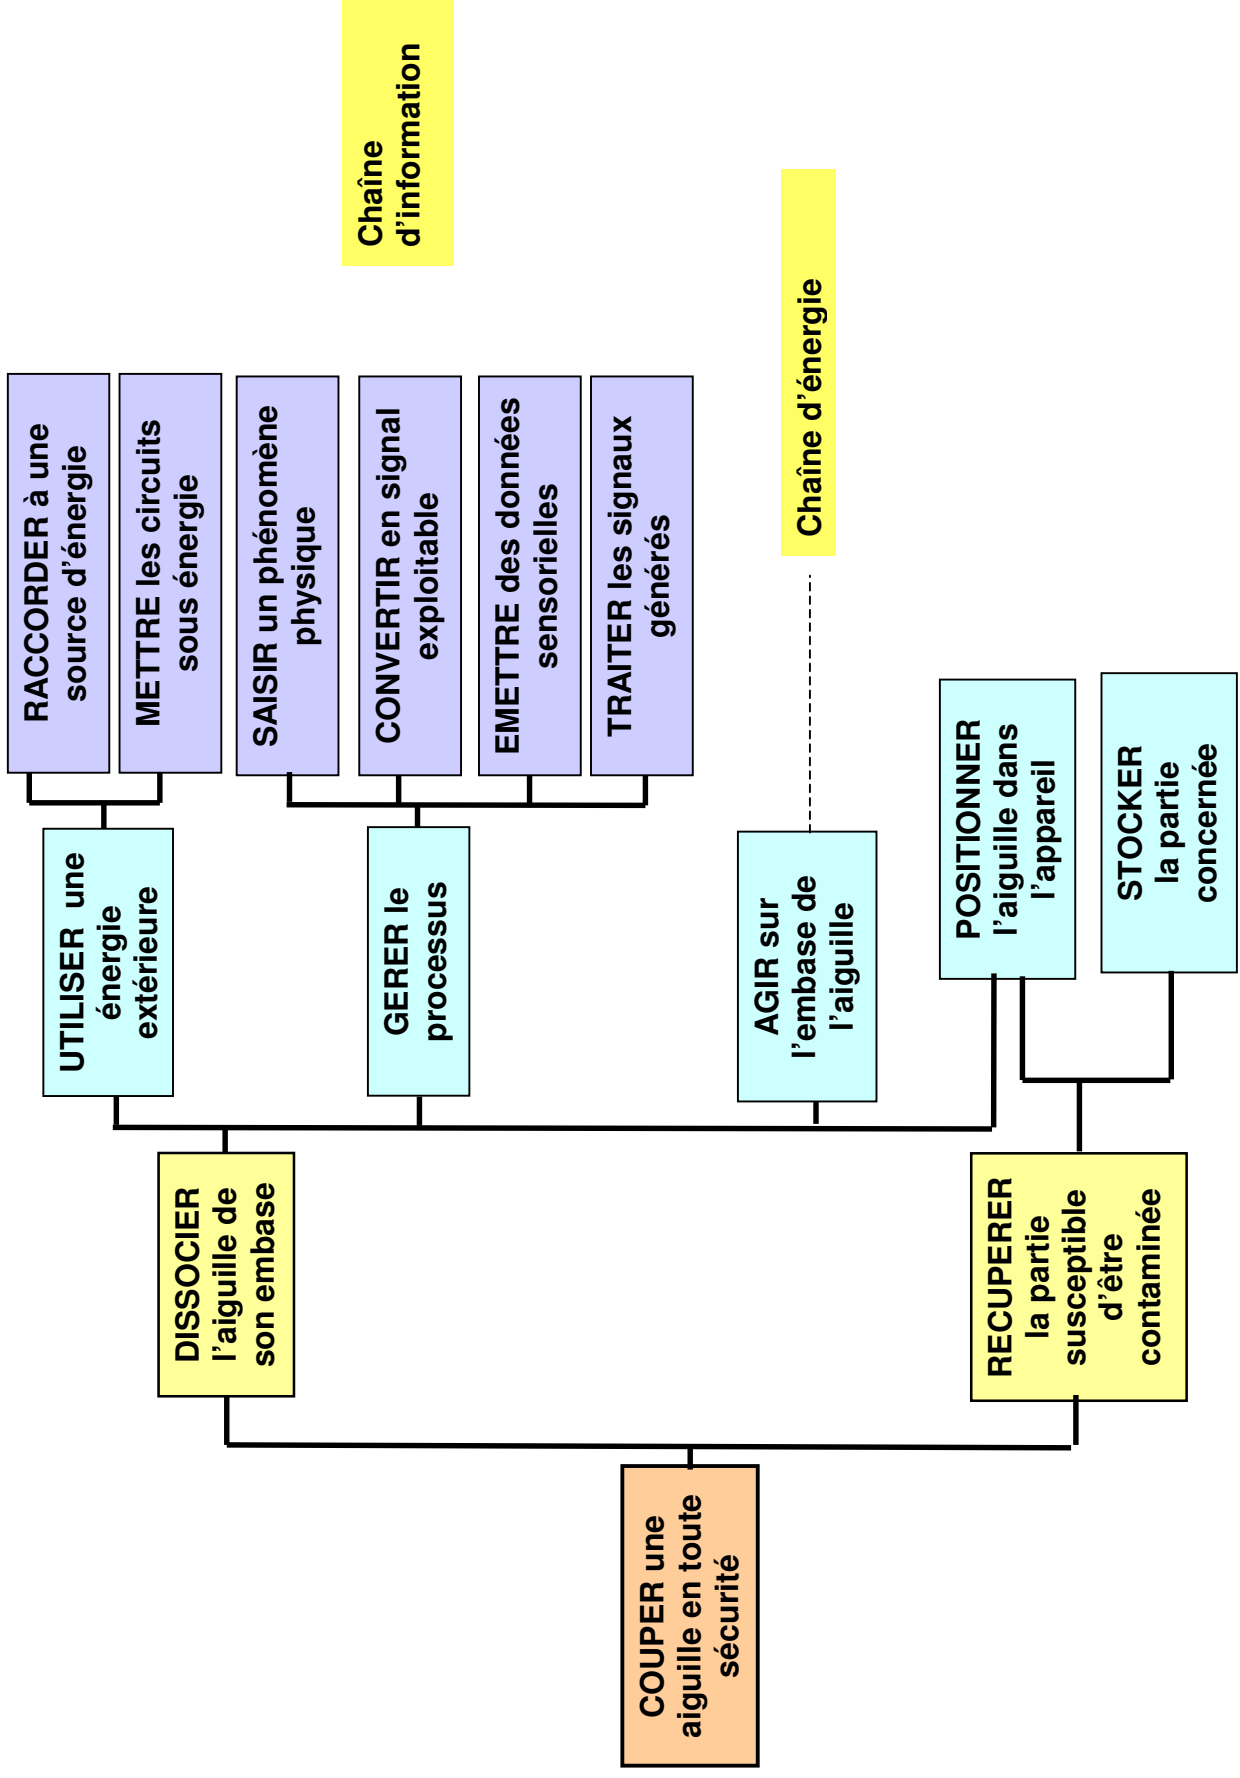 COUPER une
aiguille en toute
sécurité
DISSOCIER
l'aiguille de
son embase
RECUPERER
la partie
susceptible
d'être
contaminée
UTILISER une
énergie
extérieure
GERER le
processus
AGIR sur
l'embase de
l'aiguille
POSITIONNER
l'aiguille dans
l'appareil
STOCKER
la partie
concernée
RACCORDER à une
source d'énergie
METTRE les circuits
sous énergie
SAISIR un phénomène
physique
CONVERTIR en signal
exploitable
EMETTRE des données
sensorielles
TRAITER les signaux
générés
Chaîne
d'information
Chaîne d'énergie